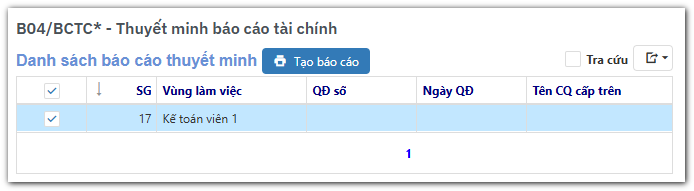 B04/BCTC* - Thuyết minh báo cáo tài chính
Danh sách báo cáo thuyết minh Tạo báo cáo Tra cứu
SG Vùng làm việc QĐ số Ngày QĐ Tên CQ cấp trên
17 Kế toán viên 1
1